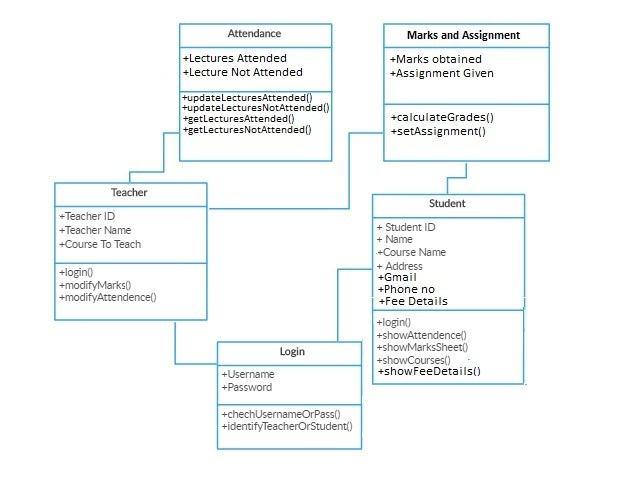 Attendance
+Lectures Attended
+Lecture Not Attended
+updateLecturesAttended()
+updateLecturesNotAttended()
+getLecturesAttended()
+getLecturesNotAttended()
Marks and Assignment
+Marks obtained
+Assignment Given
+calculateGrades()
+setAssignment()
Teacher
+Teacher ID
+Teacher Name
+Course To Teach
+login()
+modifyMarks()
+modifyAttendence()
Student
+ Student ID
+ Name
+Course Name
+ Address
+Gmail
+Phone no
+Fee Details
+login()
+showAttendence()
+showMarksSheet()
+showCourses()
+showFeeDetails()
Login
+Username
+Password
+chechUsernameOrPass()
+identifyTeacherOrStudent()